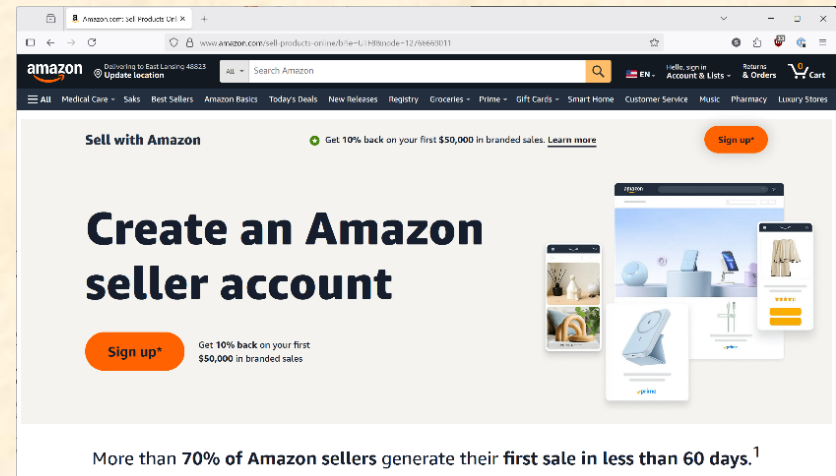 Amazon.com: Sell Products Onli
www.amazon.com/sell-products-online/b?ie=UTF8&node=12766669011
amazon
Delivering to East Lansing 48823
Update location
All
Search Amazon
EN
Hello, sign in
Account & Lists
Returns
& Orders
0
Cart
All Medical Care Saks Best Sellers Amazon Basics Today's Deals New Releases Registry Groceries Prime Gift Cards Smart Home Customer Service Music Pharmacy Luxury Stores
Sell with Amazon
Get 10% back on your first $50,000 in branded sales. Learn more
Sign up*
Create an Amazon
seller account
Sign up*
Get 10% back on your first
$50,000 in branded sales
amazon
prime
prime
More than 70% of Amazon sellers generate their first sale in less than 60 days.1